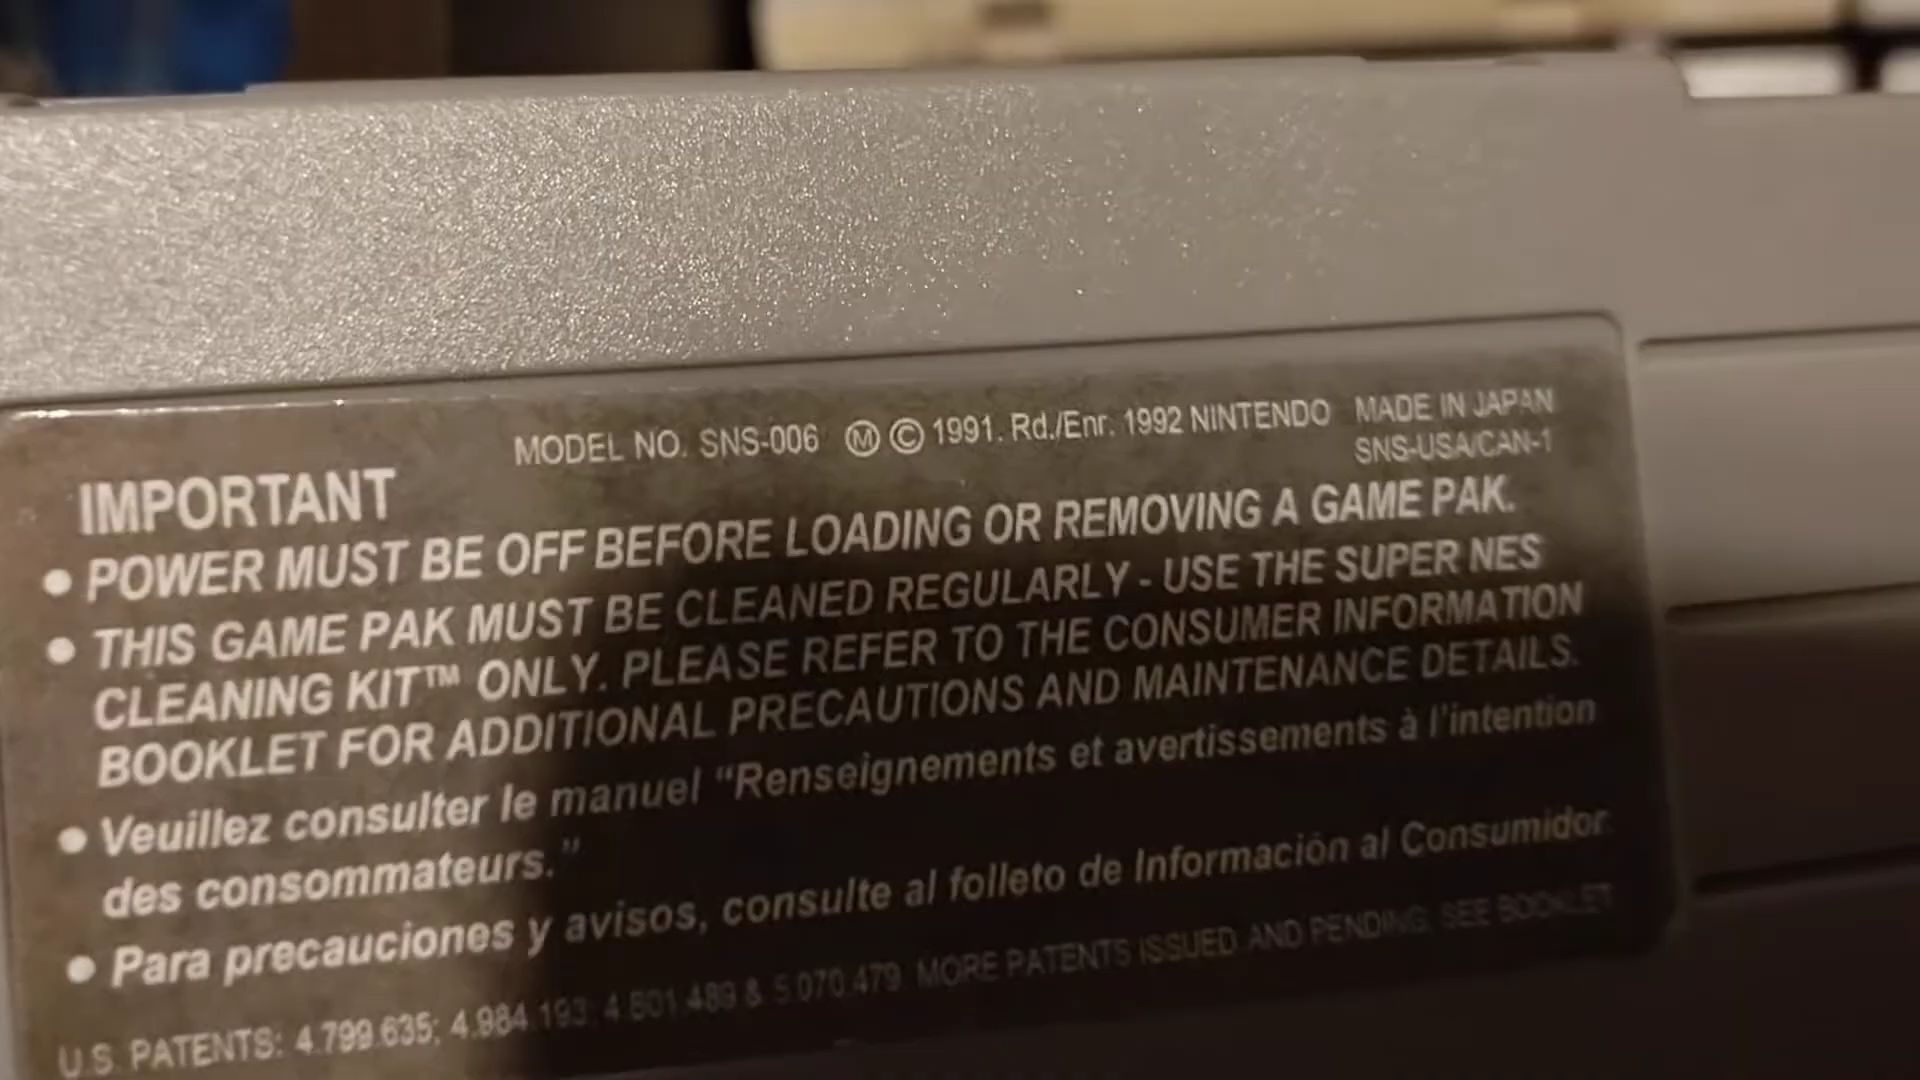 MODEL NO. SNS-006 Ⓜ © 1991. Rd./Enr. 1992 NINTENDO MADE IN JAPAN
SNS-USA/CAN-1
IMPORTANT
• POWER MUST BE OFF BEFORE LOADING OR REMOVING A GAME PAK.
• THIS GAME PAK MUST BE CLEANED REGULARLY - USE THE SUPER NES
CLEANING KIT™ ONLY. PLEASE REFER TO THE CONSUMER INFORMATION
BOOKLET FOR ADDITIONAL PRECAUTIONS AND MAINTENANCE DETAILS.
• Veuillez consulter le manuel “Renseignements et avertissements à l’intention
des consommateurs.”
• Para precauciones y avisos, consulte al folleto de Información al Consumidor.
U.S. PATENTS: 4.799.635; 4.984.193; 4.801.489 & 5.070.479 MORE PATENTS ISSUED AND PENDING, SEE BOOKLET